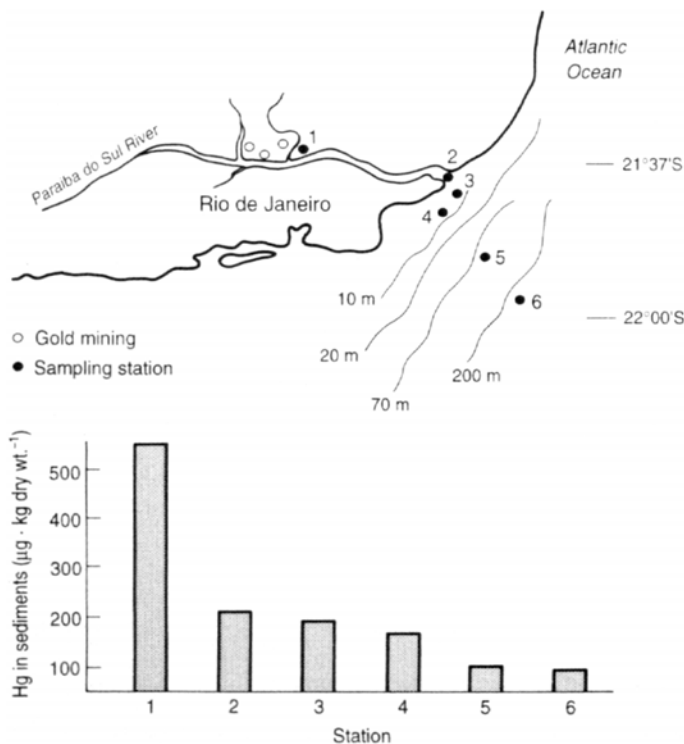 Atlantic
Ocean
Paraiba do Sul River
1
2
21°37'S
3
Rio de Janeiro
4
5
10 m
6
22°00'S
Gold mining
20 m
200 m
Sampling station
70 m
Hg in sediments (µg · kg dry wt.⁻¹)
500
400
300
200
100
1 2 3 4 5 6
Station